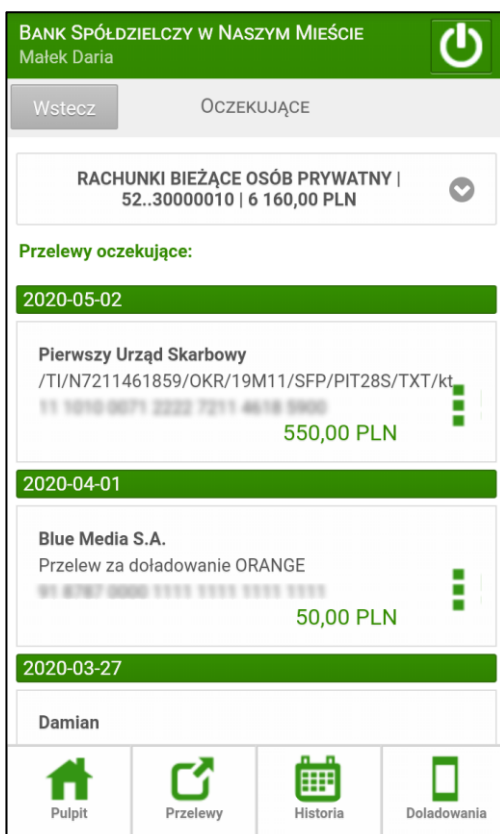 Bank Spółdzielczy w Naszym Mieście
Małek Daria
Wstecz
Oczekujące
RACHUNKI BIEŻĄCE OSÓB PRYWATNY |
52..30000010 | 6 160,00 PLN
Przelewy oczekujące:
2020-05-02
Pierwszy Urząd Skarbowy
/TI/N7211461859/OKR/19M11/SFP/PIT28S/TXT/kt
550,00 PLN
2020-04-01
Blue Media S.A.
Przelew za doładowanie ORANGE
50,00 PLN
2020-03-27
Damian
Pulpit
Przelewy
Historia
Doladowania